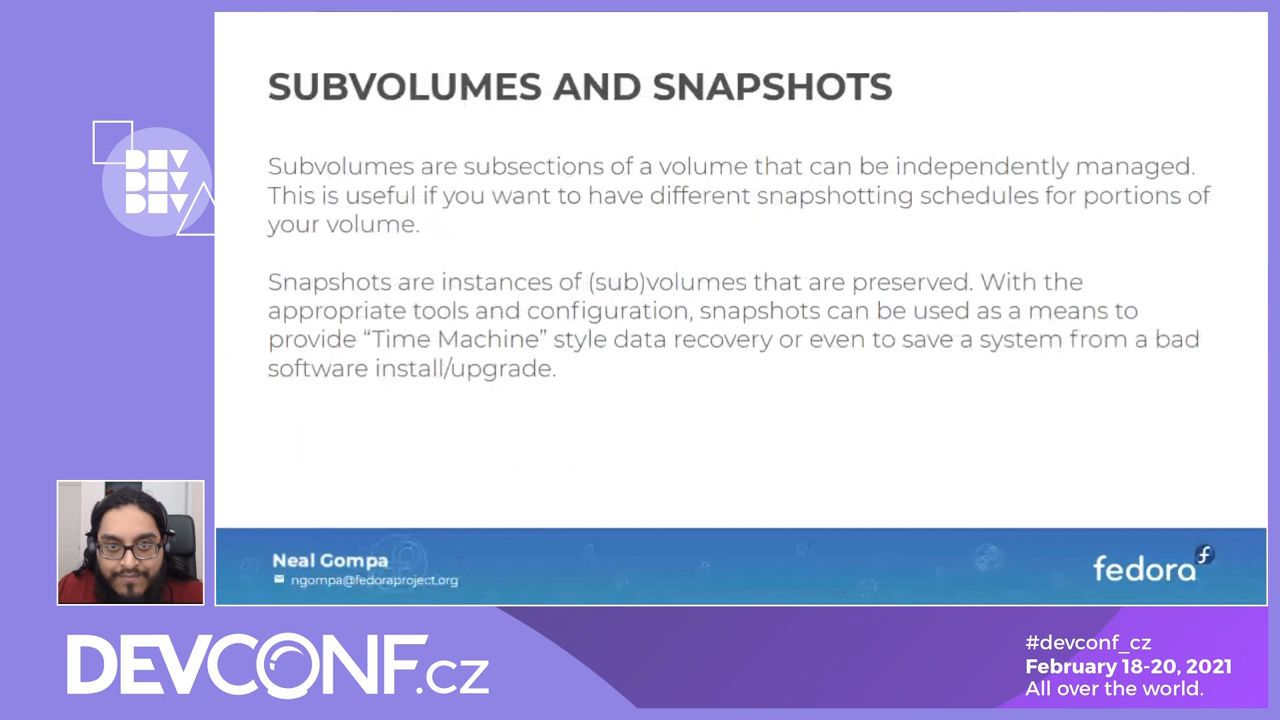 SUBVOLUMES AND SNAPSHOTS
Subvolumes are subsections of a volume that can be independently managed.
This is useful if you want to have different snapshotting schedules for portions of
your volume.
Snapshots are instances of (sub)volumes that are preserved. With the
appropriate tools and configuration, snapshots can be used as a means to
provide “Time Machine” style data recovery or even to save a system from a bad
software install/upgrade.
DEV
DEV
DEV
Neal Gompa
ngompa@fedoraproject.org
fedora
DEVCONF.cz
#devconf_cz
February 18-20, 2021
All over the world.